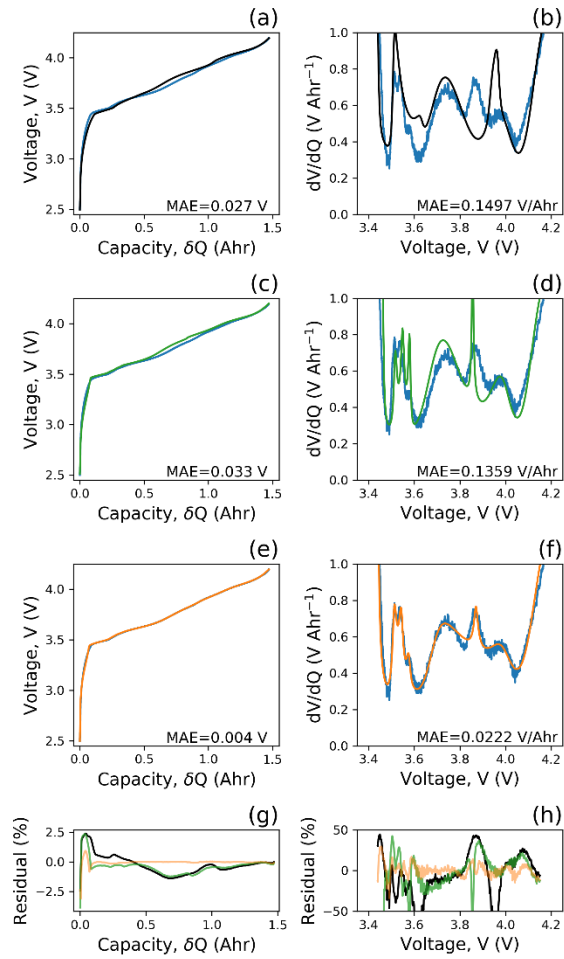 (a)
Voltage, V (V)
4.0
3.5
3.0
2.5
MAE=0.027 V
0.0 0.5 1.0 1.5
Capacity, δQ (Ahr)
(b)
dV/dQ (V Ahr⁻¹)
1.0
0.8
0.6
0.4
0.2
0.0
MAE=0.1497 V/Ahr
3.4 3.6 3.8 4.0 4.2
Voltage, V (V)
(c)
Voltage, V (V)
4.0
3.5
3.0
2.5
MAE=0.033 V
0.0 0.5 1.0 1.5
Capacity, δQ (Ahr)
(d)
dV/dQ (V Ahr⁻¹)
1.0
0.8
0.6
0.4
0.2
0.0
MAE=0.1359 V/Ahr
3.4 3.6 3.8 4.0 4.2
Voltage, V (V)
(e)
Voltage, V (V)
4.0
3.5
3.0
2.5
MAE=0.004 V
0.0 0.5 1.0 1.5
Capacity, δQ (Ahr)
(f)
dV/dQ (V Ahr⁻¹)
1.0
0.8
0.6
0.4
0.2
0.0
MAE=0.0222 V/Ahr
3.4 3.6 3.8 4.0 4.2
Voltage, V (V)
(g)
Residual (%)
2.5
0.0
−2.5
0.0 0.5 1.0 1.5
Capacity, δQ (Ahr)
(h)
Residual (%)
50
0
−50
3.4 3.6 3.8 4.0 4.2
Voltage, V (V)